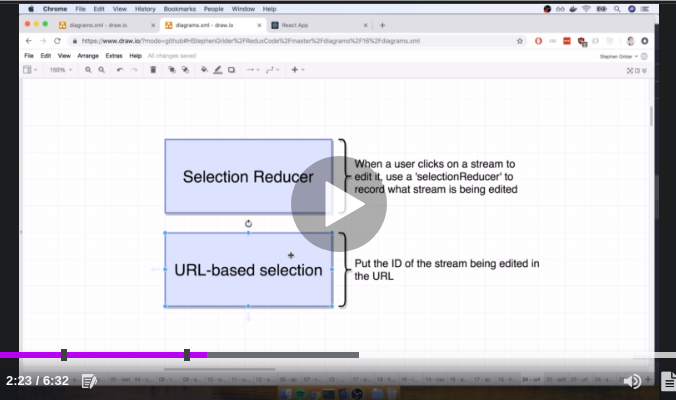 Chrome File Edit View History Bookmarks People Window Help
diagrams.xml - draw.io
diagrams.xml - draw.io
React App
https://www.draw.io/?mode=github#HStephenGrider%2FReduxCode%2Fmaster%2Fdiagrams%2F18%2Fdiagrams.xml
File Edit View Arrange Extras Help All changes saved
Stephen Grider
150%
Selection Reducer
When a user clicks on a stream to
edit it, use a 'selectionReducer' to
record what stream is being edited
URL-based selection
Put the ID of the stream being edited in
the URL
2:23 / 6:32